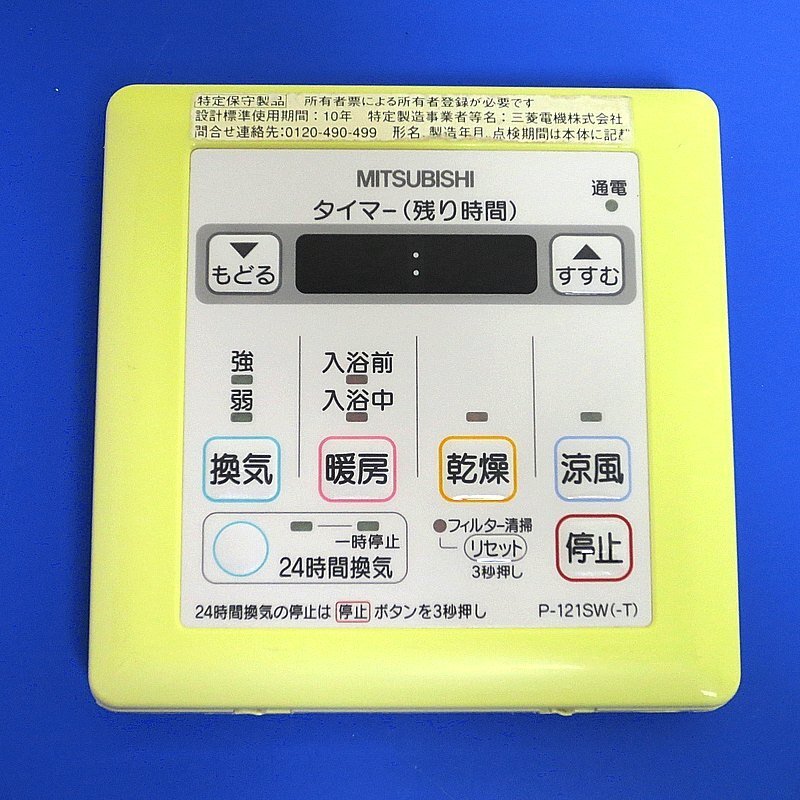 特定保守製品 所有者票による所有者登録が必要です
設計標準使用期間：10年 特定製造事業者等名：三菱電機株式会社
問合せ連絡先:0120-490-499 形名、製造年月、点検期間は本体に記
MITSUBISHI
通電
タイマー(残り時間)
▼
もどる
:
▲
すすむ
強
弱
入浴前
入浴中
換気
暖房
乾燥
涼風
一時停止
24時間換気
フィルター清掃
リセット
3秒押し
停止
24時間換気の停止は 停止 ボタンを3秒押し
P-121SW(-T)